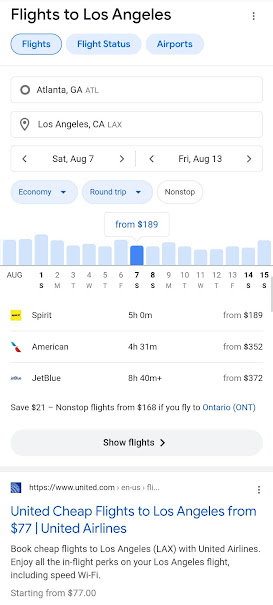 Flights to Los Angeles
Flights
Flight Status
Airports
Atlanta, GA ATL
Los Angeles, CA LAX
Sat, Aug 7
Fri, Aug 13
Economy
Round trip
Nonstop
from $189
AUG 1 2 3 4 5 6 7 8 9 10 11 12 13 14 15
S M T W T F S S M T W T F S S
Spirit 5h 0m from $189
American 4h 31m from $352
jetBlue JetBlue 8h 40m+ from $372
Save $21 – Nonstop flights from $168 if you fly to Ontario (ONT)
Show flights
https://www.united.com › en-us › fli...
United Cheap Flights to Los Angeles from
$77 | United Airlines
Book cheap flights to Los Angeles (LAX) with United Airlines.
Enjoy all the in-flight perks on your Los Angeles flight,
including speed Wi-Fi.
Starting from $77.00